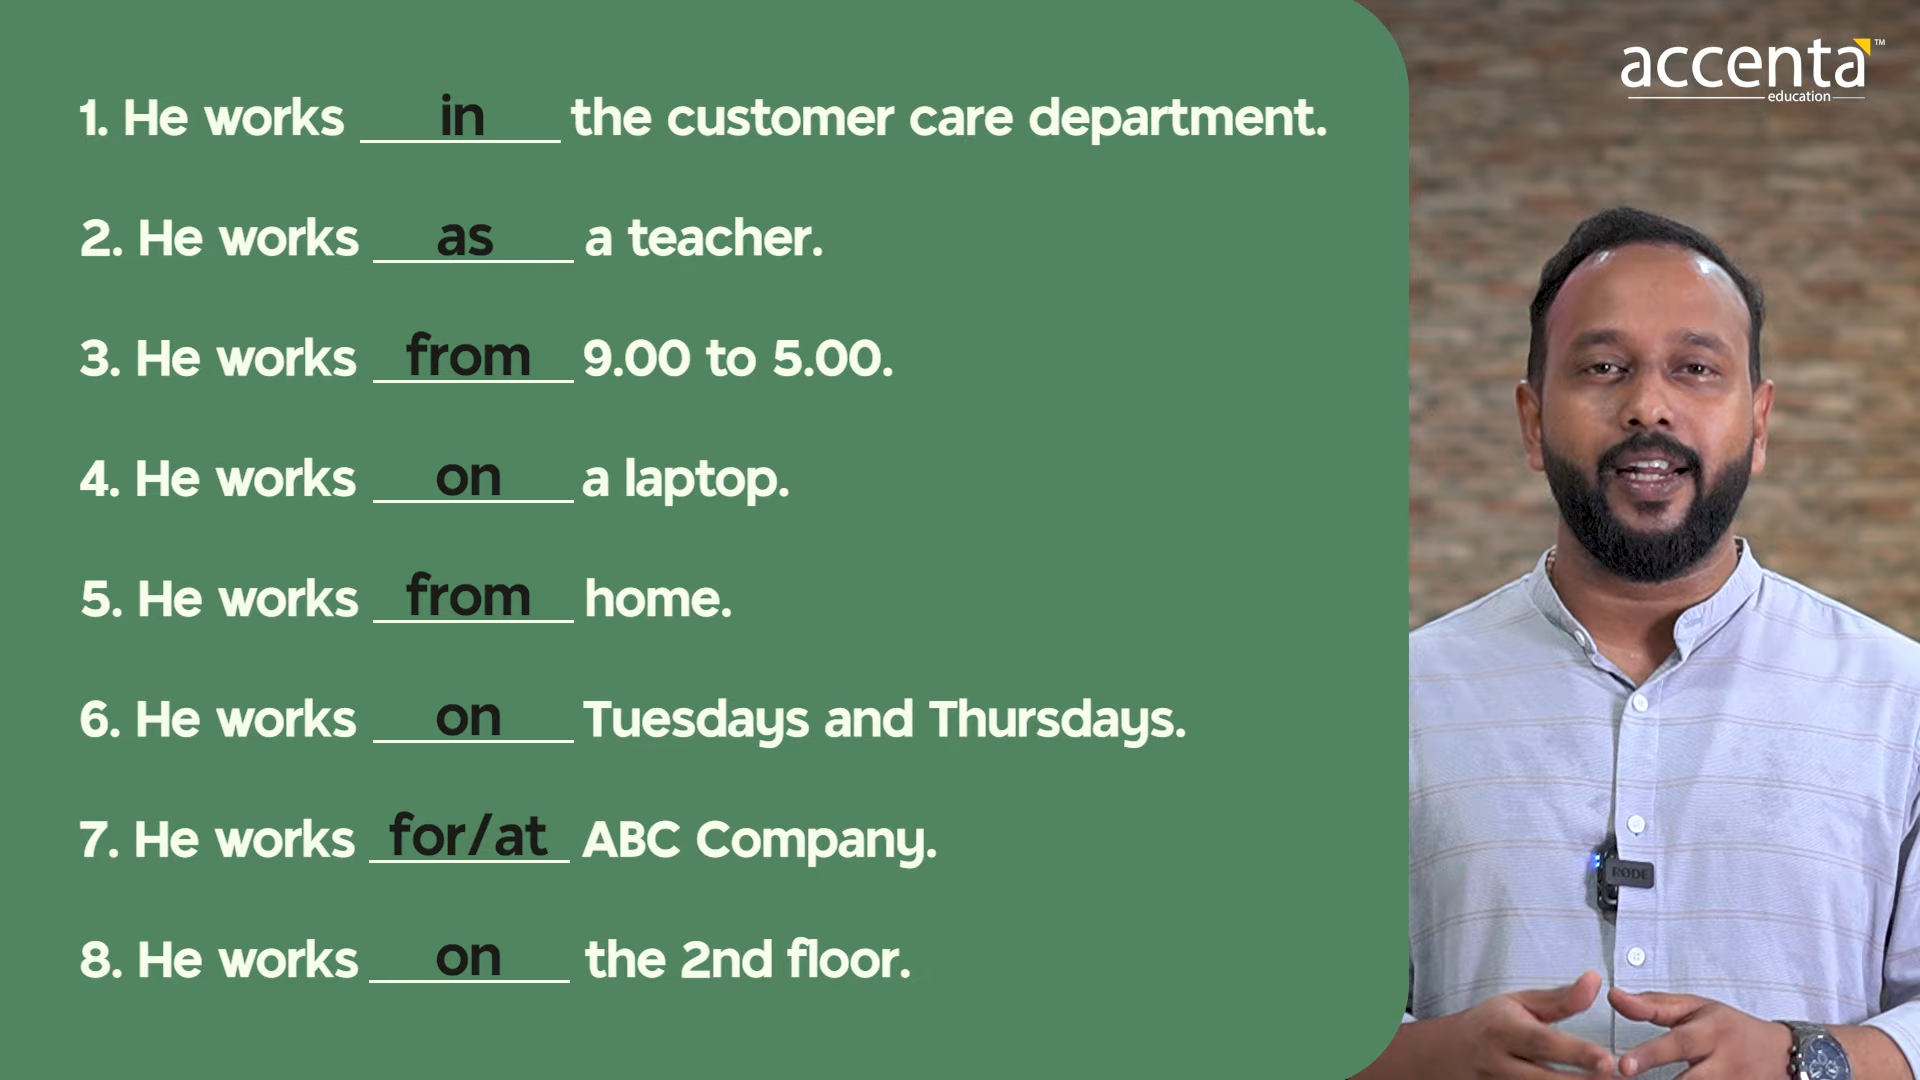 accenta™
education
1. He works in the customer care department.
2. He works as a teacher.
3. He works from 9.00 to 5.00.
4. He works on a laptop.
5. He works from home.
6. He works on Tuesdays and Thursdays.
7. He works for/at ABC Company.
8. He works on the 2nd floor.
RØDE